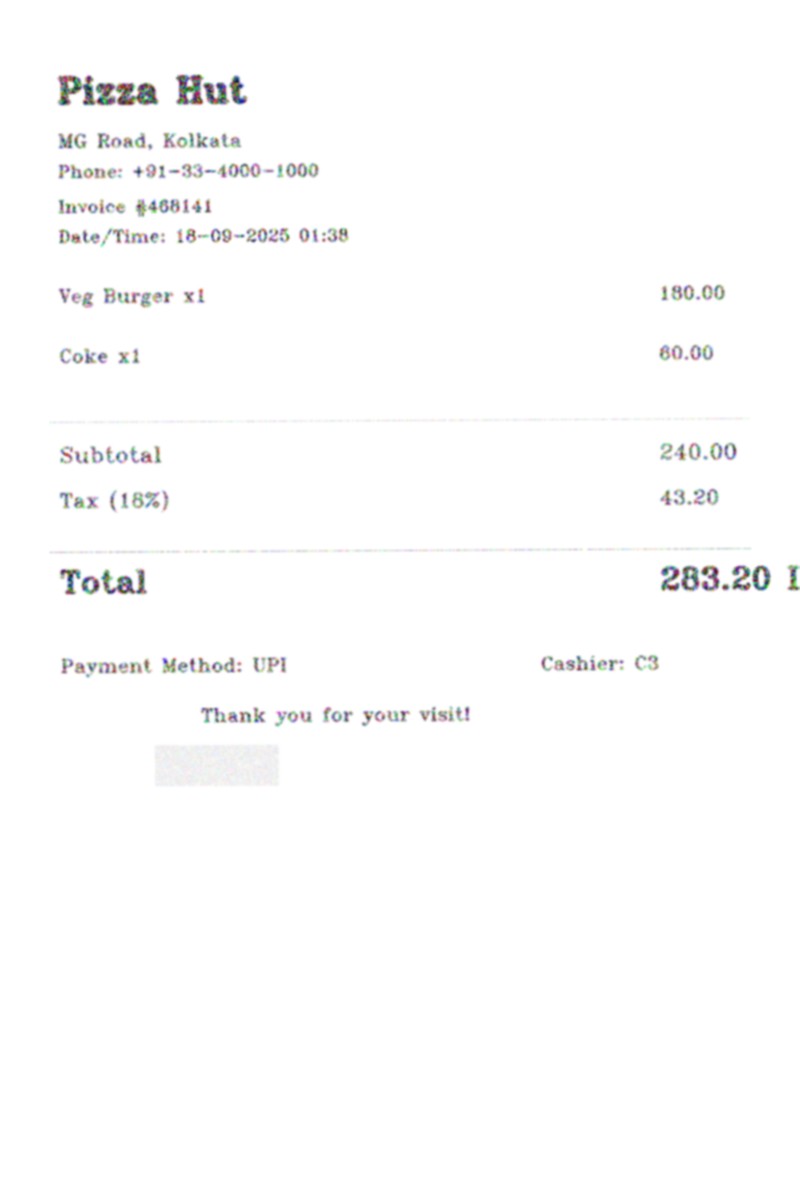 Pizza Hut
MG Road, Kolkata
Phone: +91-33-4000-1000
Invoice #468141
Date/Time: 18-09-2025 01:38
Veg Burger x1 180.00
Coke x1 60.00
Subtotal 240.00
Tax (18%) 43.20
Total 283.20 I
Payment Method: UPI Cashier: C3
Thank you for your visit!